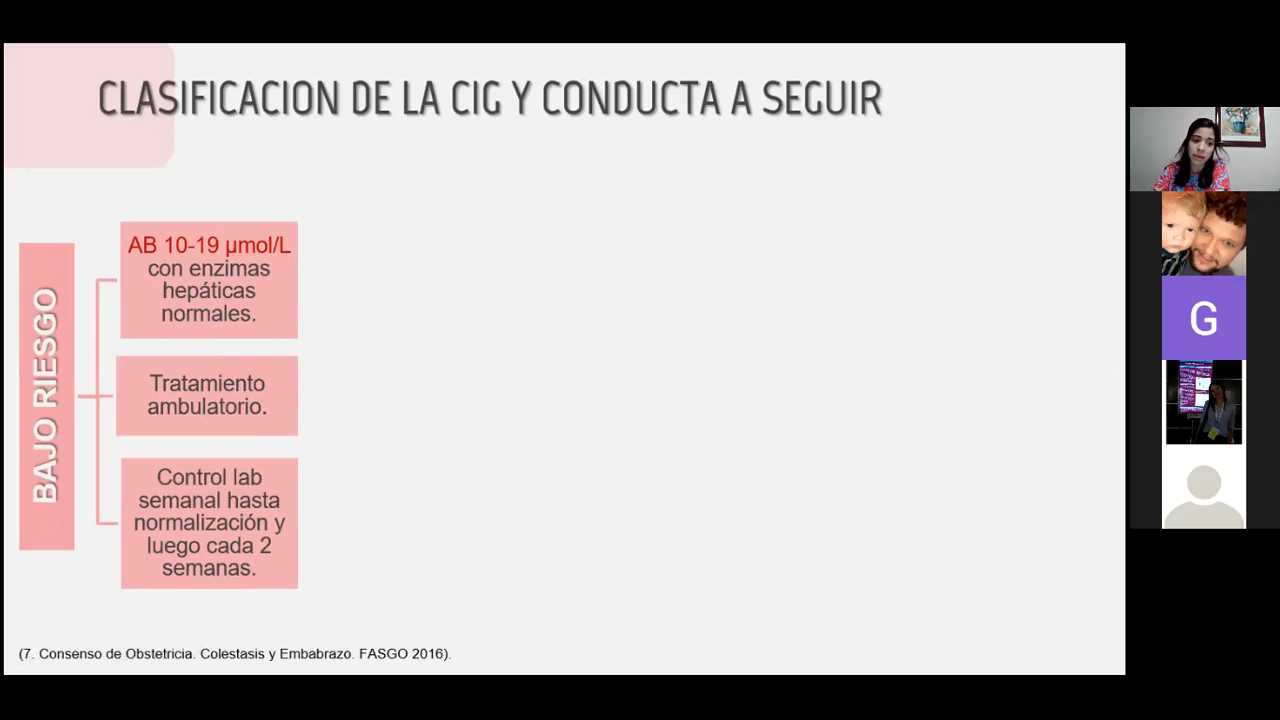 CLASIFICACION DE LA CIG Y CONDUCTA A SEGUIR
BAJO RIESGO
AB 10-19 µmol/L
con enzimas
hepáticas
normales.
Tratamiento
ambulatorio.
Control lab
semanal hasta
normalización y
luego cada 2
semanas.
(7. Consenso de Obstetricia. Colestasis y Embabrazo. FASGO 2016).
G